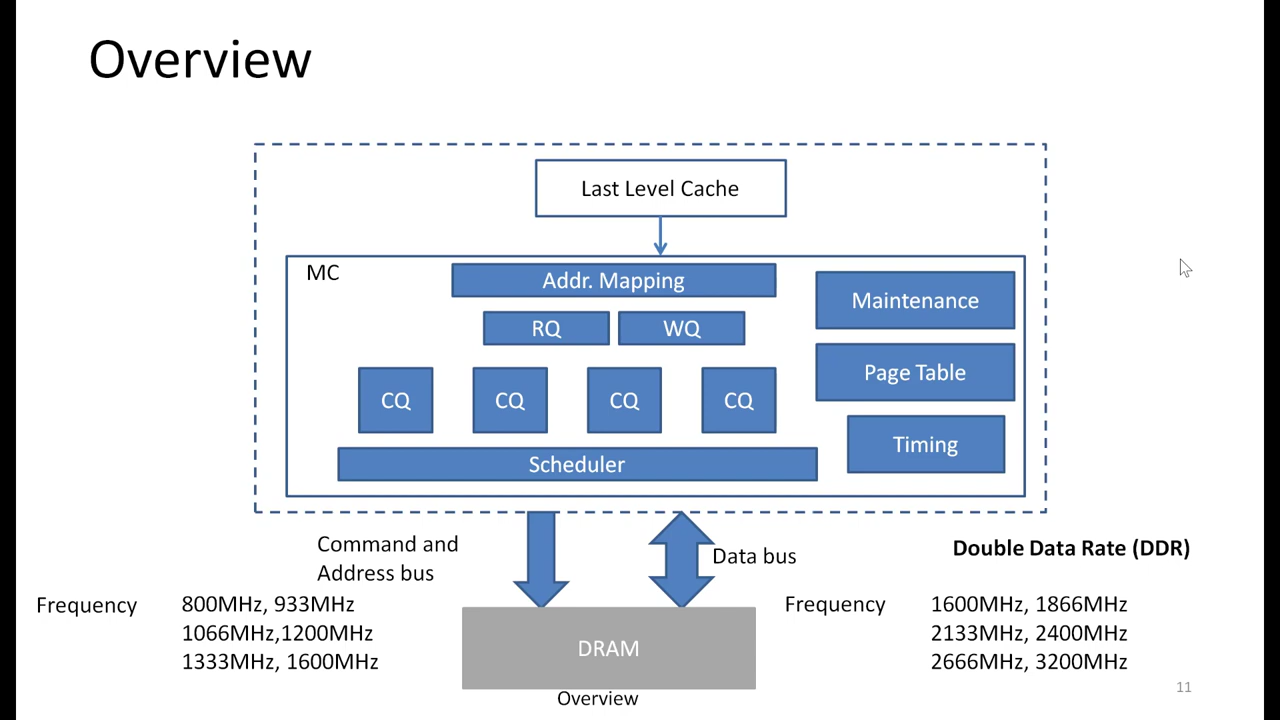 Overview
Last Level Cache
MC
Addr. Mapping
Maintenance
RQ
WQ
Page Table
CQ
CQ
CQ
CQ
Timing
Scheduler
Command and
Address bus
Data bus
Double Data Rate (DDR)
Frequency
800MHz, 933MHz
1066MHz,1200MHz
1333MHz, 1600MHz
Frequency
1600MHz, 1866MHz
2133MHz, 2400MHz
2666MHz, 3200MHz
DRAM
Overview
11